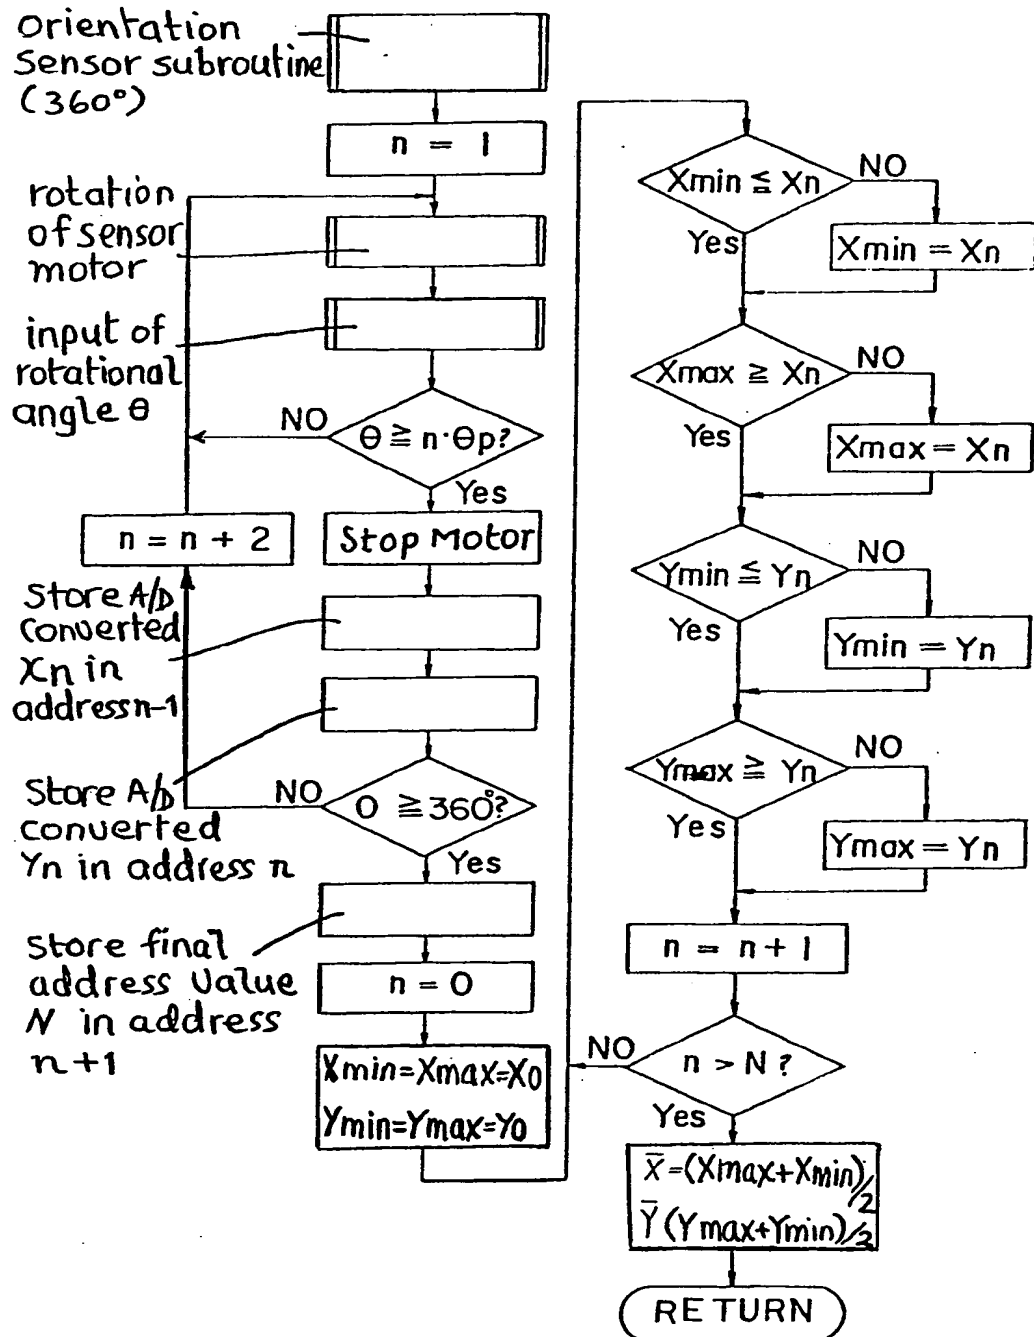 orientation
sensor subroutine
(360°)
n = 1
rotation
of sensor
motor
input of
rotational
angle θ
NO
θ ≧ n·θp?
Yes
n = n + 2
Stop Motor
Store A/D
converted
Xn in
address n-1
Store A/D
converted
Yn in address n
NO
O ≧ 360°?
Yes
Store final
address value
N in address
n+1
n = 0
Xmin=Xmax=X0
Ymin=Ymax=Y0
Xmin ≦ Xn
NO
Yes
Xmin = Xn
Xmax ≧ Xn
NO
Yes
Xmax = Xn
Ymin ≦ Yn
NO
Yes
Ymin = Yn
Ymax ≧ Yn
NO
Yes
Ymax = Yn
n = n + 1
NO
n > N ?
Yes
X̄=(Xmax+Xmin)/2
Ȳ(Ymax+Ymin)/2
RETURN